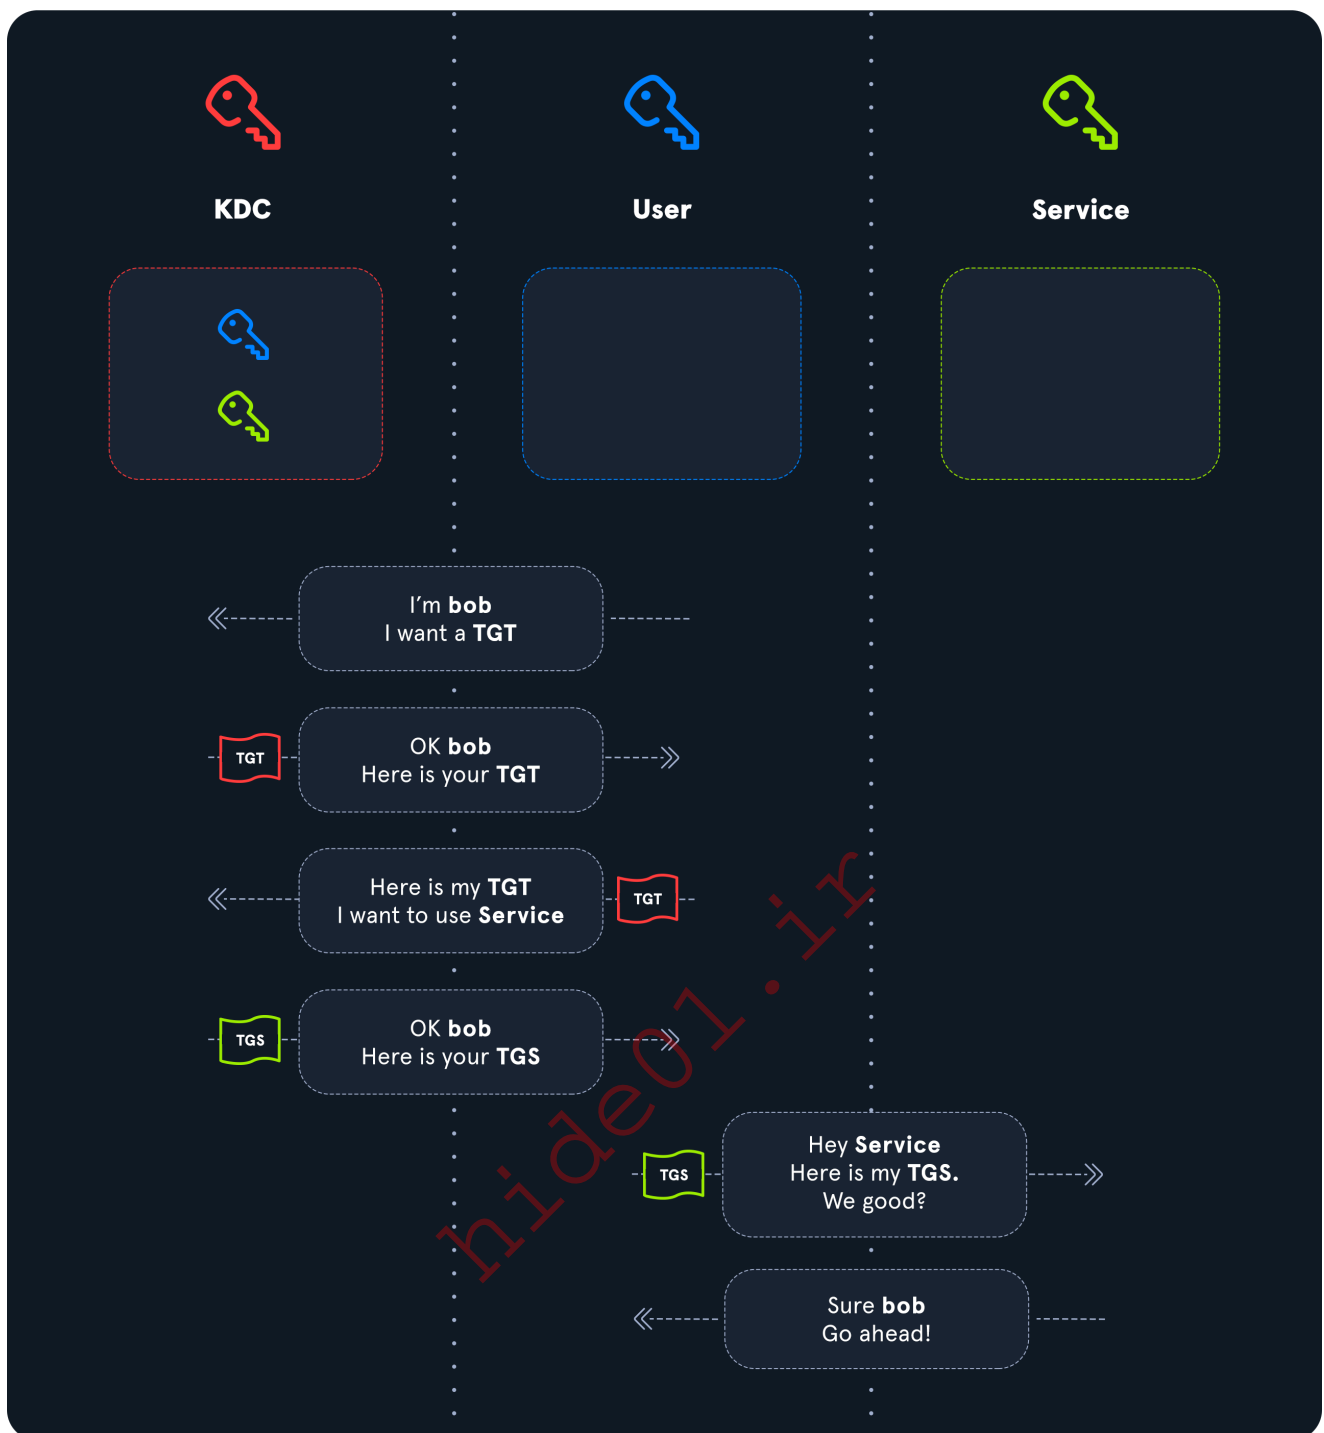 KDC
User
Service
I'm bob
I want a TGT
TGT
OK bob
Here is your TGT
Here is my TGT
I want to use Service
TGT
TGS
OK bob
Here is your TGS
TGS
Hey Service
Here is my TGS.
We good?
Sure bob
Go ahead!
hide01.ir